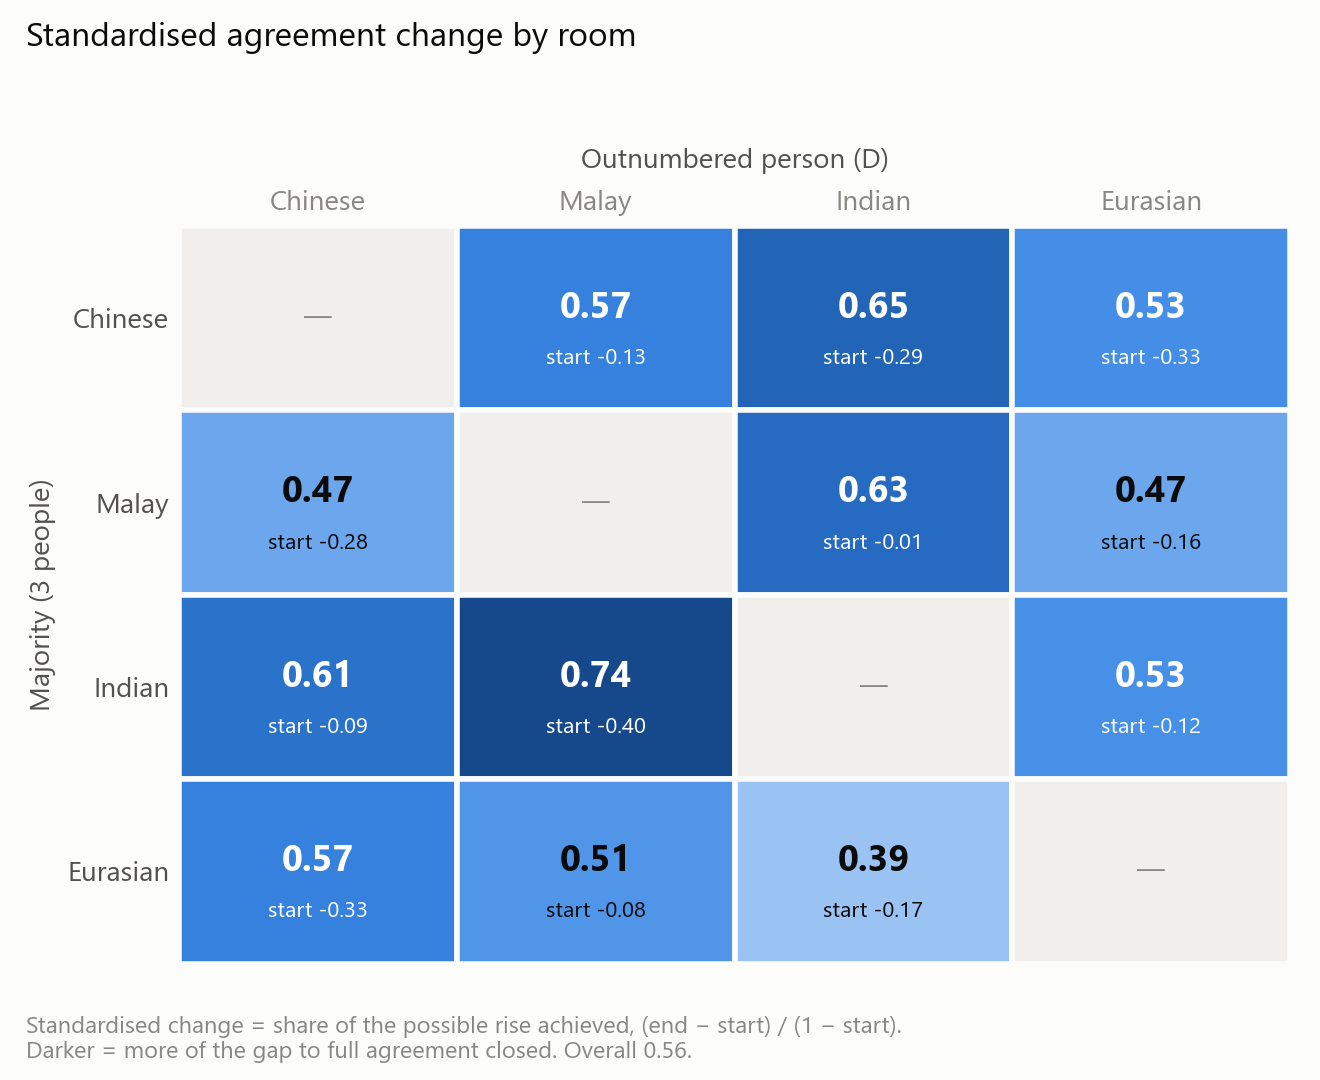 Standardised agreement change by room
Outnumbered person (D)
Chinese Malay Indian Eurasian
Majority (3 people)
Chinese — 0.57 0.65 0.53
start -0.13 start -0.29 start -0.33
Malay 0.47 — 0.63 0.47
start -0.28 start -0.01 start -0.16
Indian 0.61 0.74 — 0.53
start -0.09 start -0.40 start -0.12
Eurasian 0.57 0.51 0.39 —
start -0.33 start -0.08 start -0.17
Standardised change = share of the possible rise achieved, (end − start) / (1 − start).
Darker = more of the gap to full agreement closed. Overall 0.56.